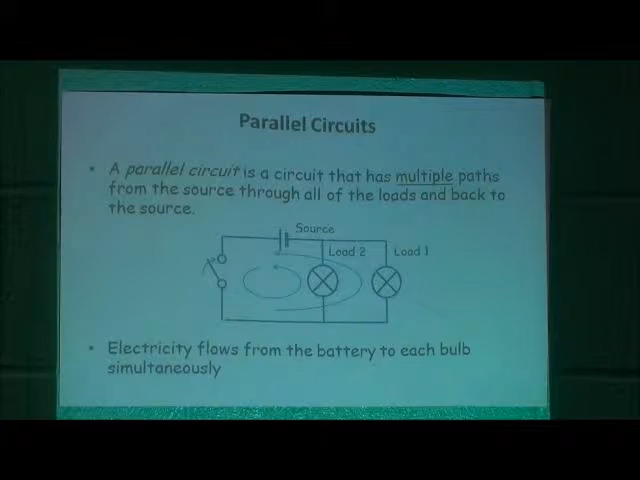 Parallel Circuits
• A parallel circuit is a circuit that has multiple paths
from the source through all of the loads and back to
the source.
Source
Load 2 Load 1
• Electricity flows from the battery to each bulb
simultaneously